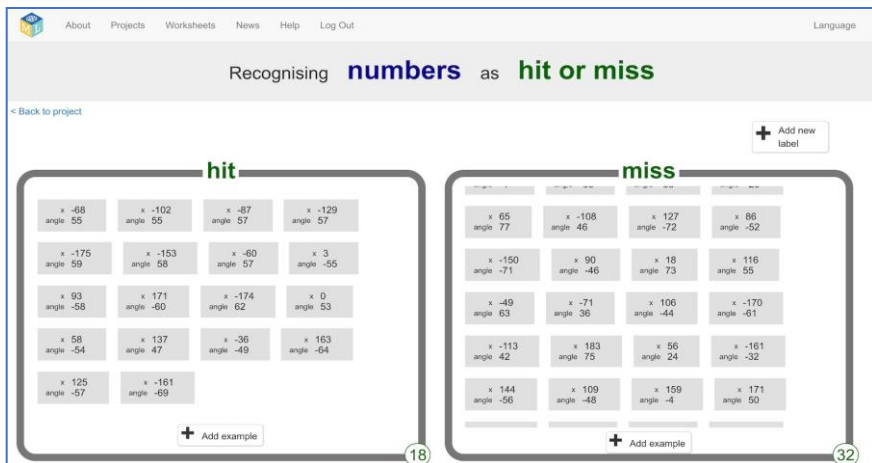 About Projects Worksheets News Help Log Out Language
Recognising numbers as hit or miss
< Back to project
Add new
label
hit
x -68 x -102 x -87 x -129
angle 55 angle 55 angle 57 angle 57
x -175 x -153 x -60 x 3
angle 59 angle 58 angle 57 angle -55
x 93 x 171 x -174 x 0
angle -58 angle -60 angle 62 angle 53
x 58 x 137 x -36 x 163
angle -54 angle 47 angle -49 angle -64
x 125 x -161
angle -57 angle -69
Add example
18
miss
x 65 x -108 x 127 x 86
angle 77 angle 46 angle -72 angle -52
x -150 x 90 x 18 x 116
angle -71 angle -46 angle 73 angle 55
x -49 x -71 x 106 x -170
angle 63 angle 36 angle -44 angle -61
x -113 x 183 x 56 x -161
angle 42 angle 75 angle 24 angle -32
x 144 x 109 x 159 x 171
angle -56 angle -48 angle -4 angle 50
Add example
32